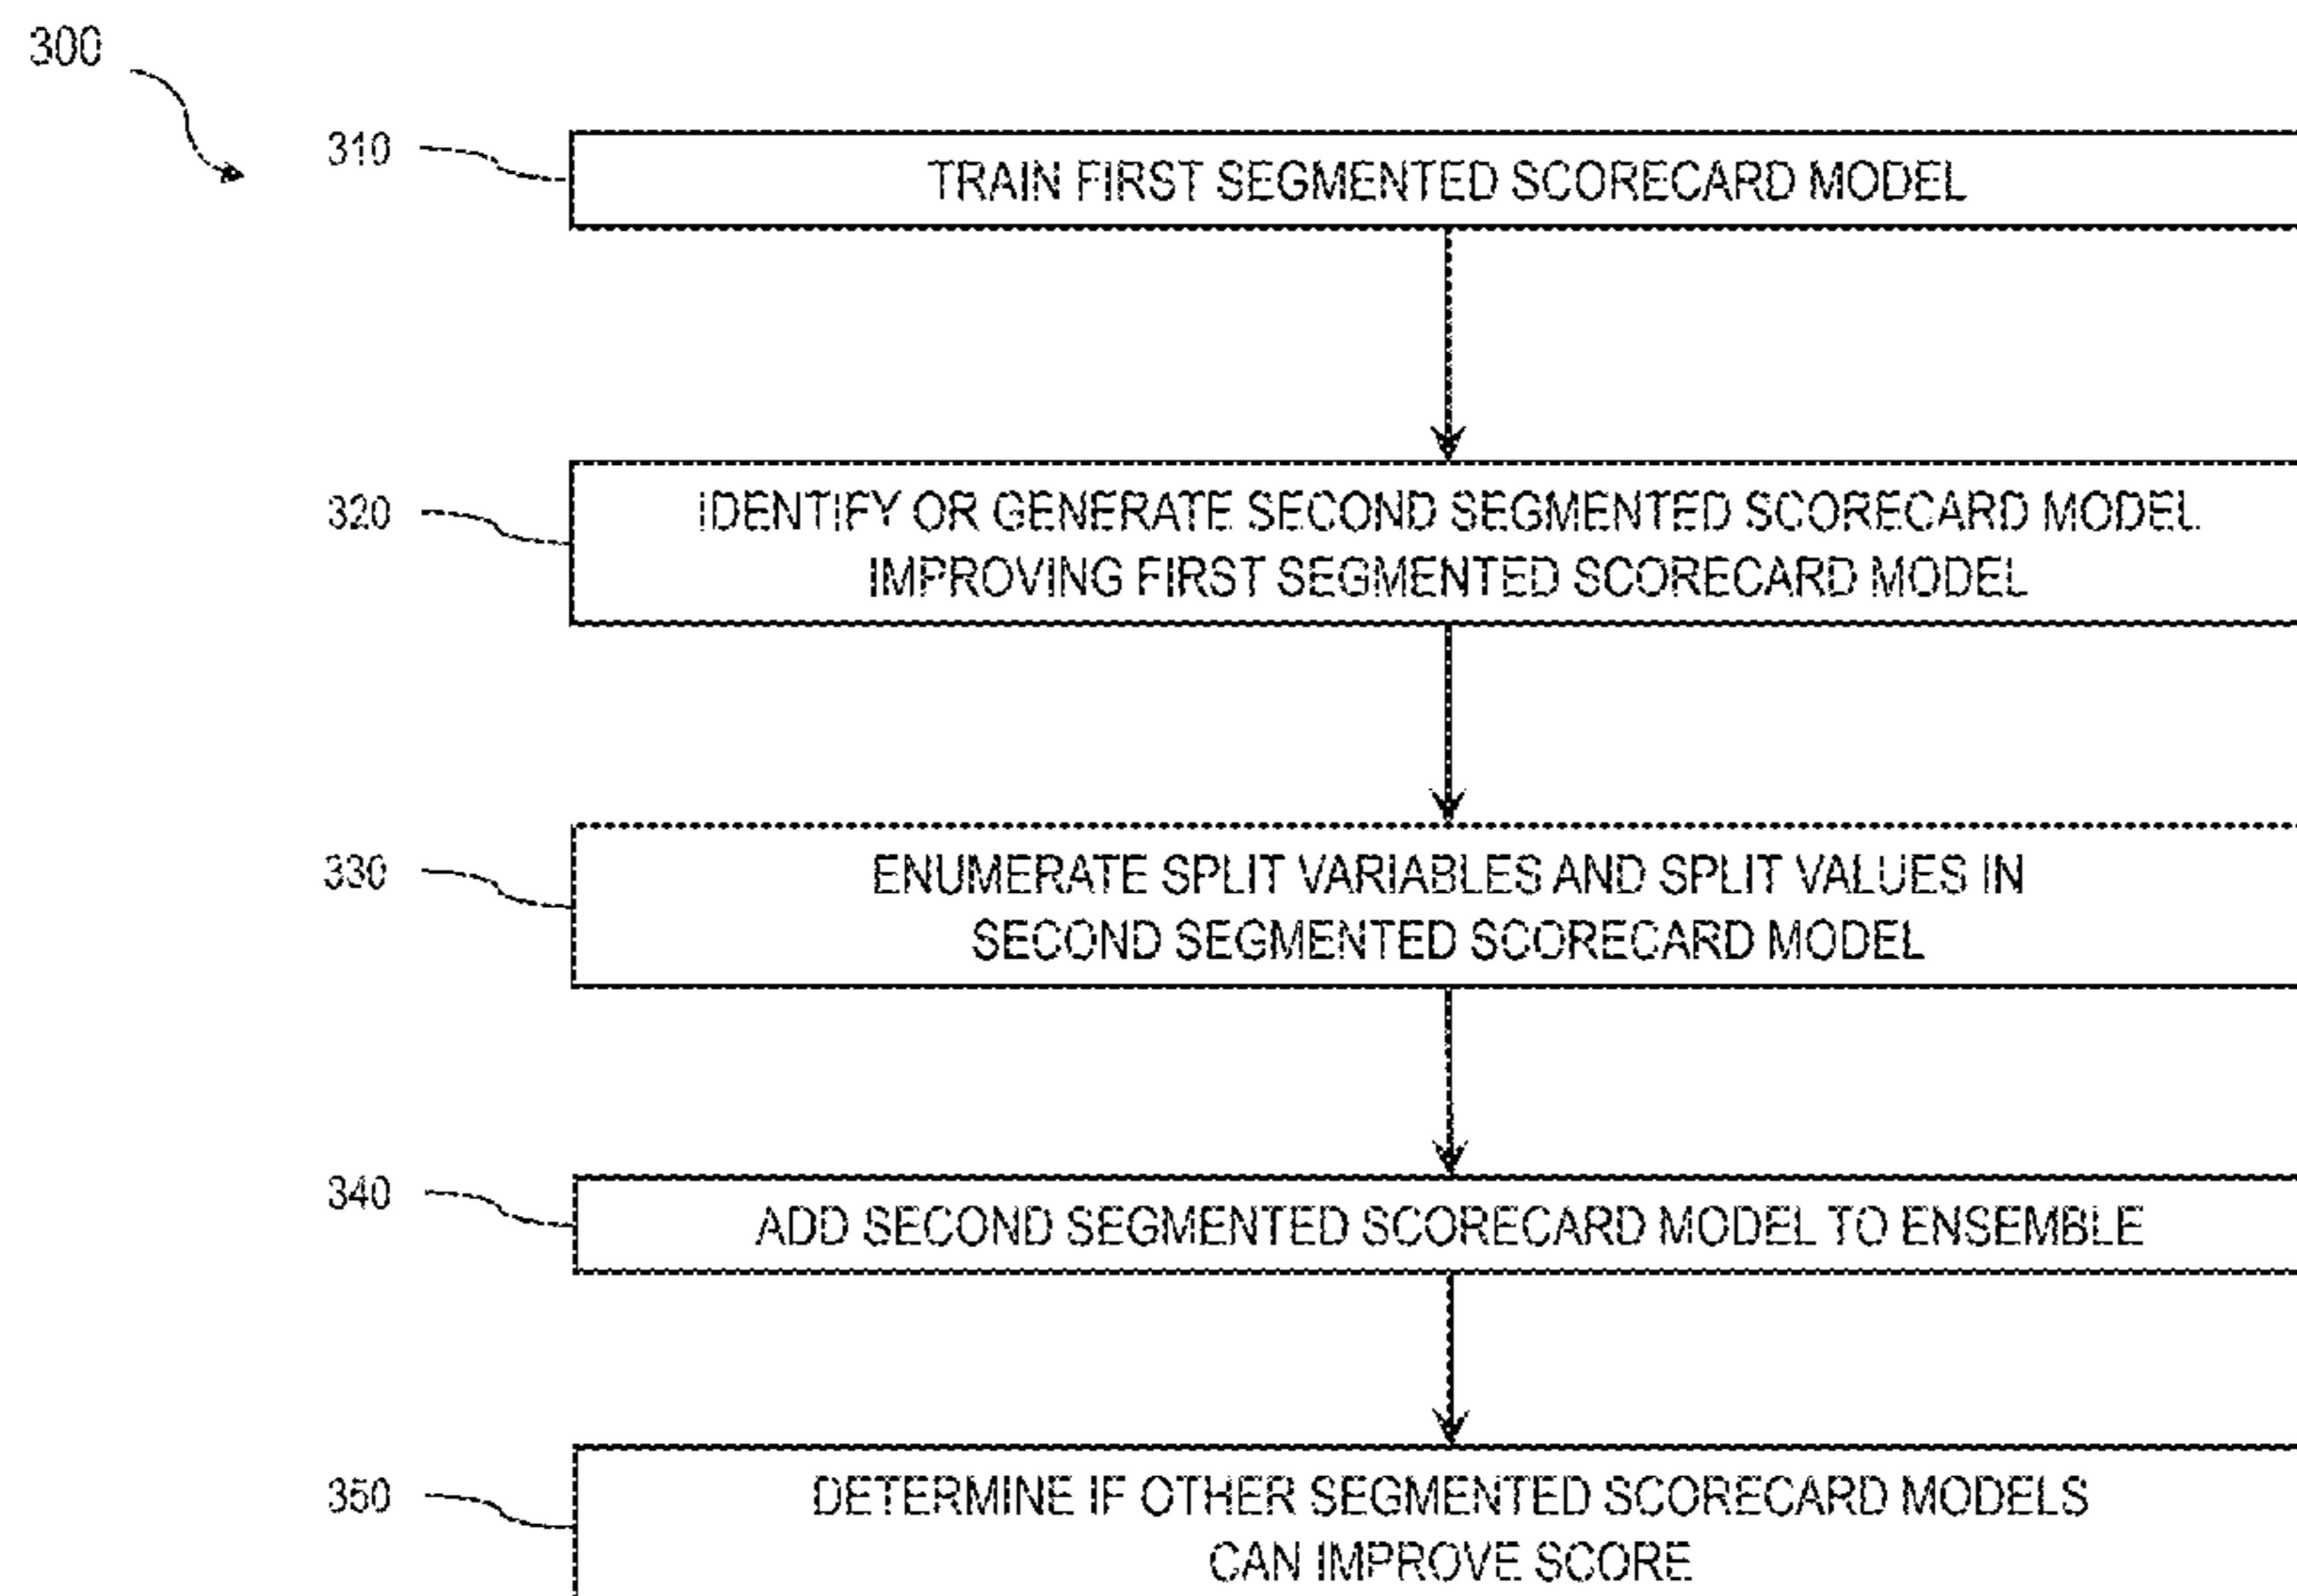 300
310
TRAIN FIRST SEGMENTED SCORECARD MODEL
320
IDENTIFY OR GENERATE SECOND SEGMENTED SCORECARD MODEL
IMPROVING FIRST SEGMENTED SCORECARD MODEL
330
ENUMERATE SPLIT VARIABLES AND SPLIT VALUES IN
SECOND SEGMENTED SCORECARD MODEL
340
ADD SECOND SEGMENTED SCORECARD MODEL TO ENSEMBLE
350
DETERMINE IF OTHER SEGMENTED SCORECARD MODELS
CAN IMPROVE SCORE